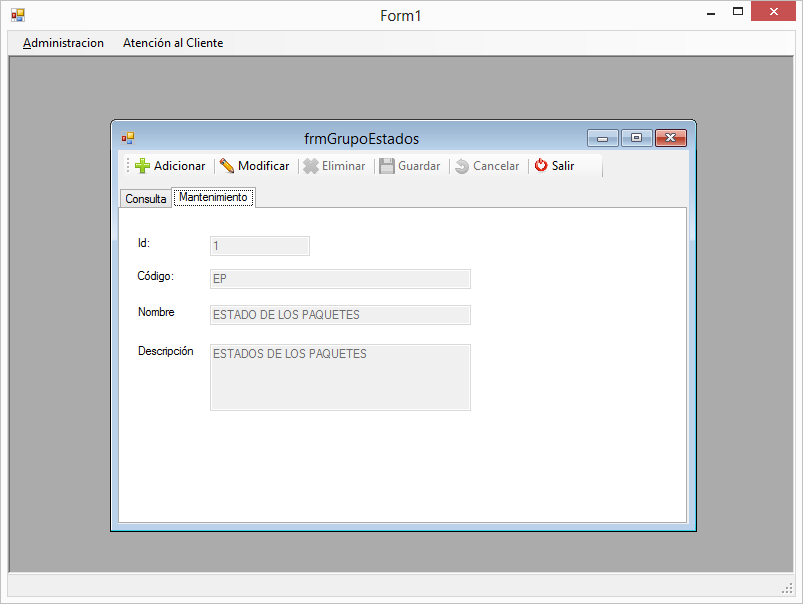 Form1
Administracion Atención al Cliente
frmGrupoEstados
Adicionar Modificar Eliminar Guardar Cancelar Salir
Consulta Mantenimiento
Id: 1
Código: EP
Nombre ESTADO DE LOS PAQUETES
Descripción ESTADOS DE LOS PAQUETES